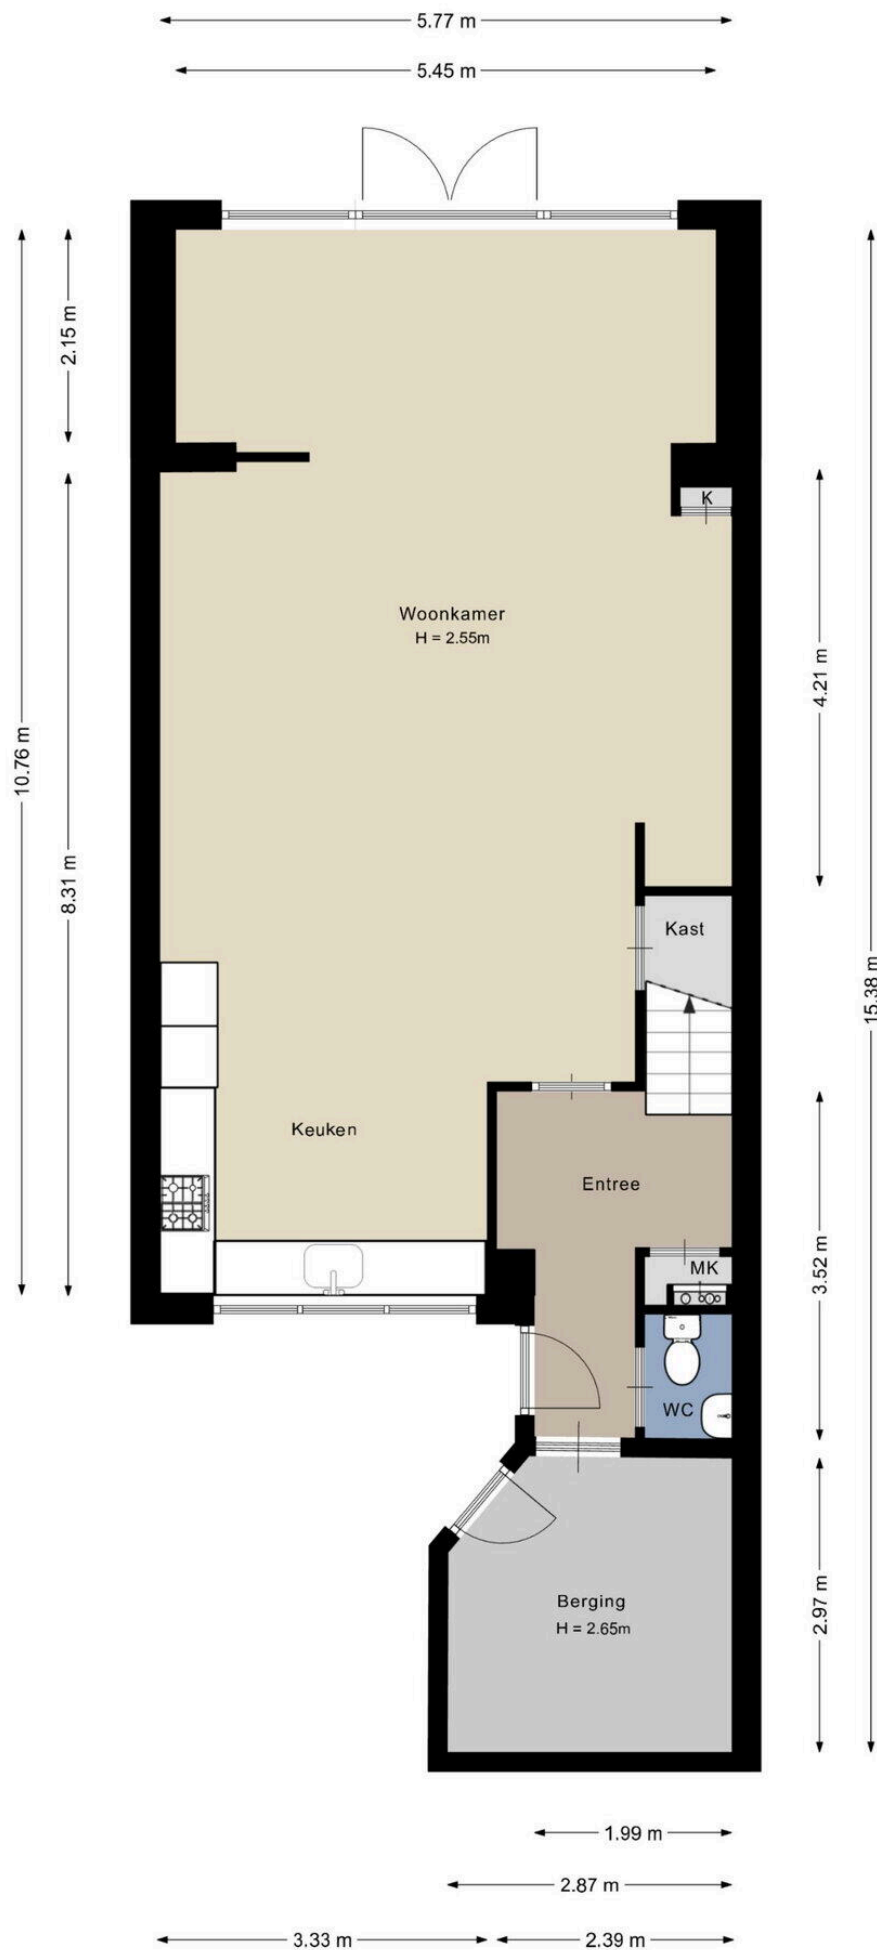 5.77 m
5.45 m
2.15 m
10.76 m
8.31 m
K
Woonkamer
H = 2.55m
4.21 m
15.38 m
Kast
Keuken
Entree
MK
3.52 m
WC
Berging
H = 2.65m
2.97 m
1.99 m
2.87 m
3.33 m
2.39 m